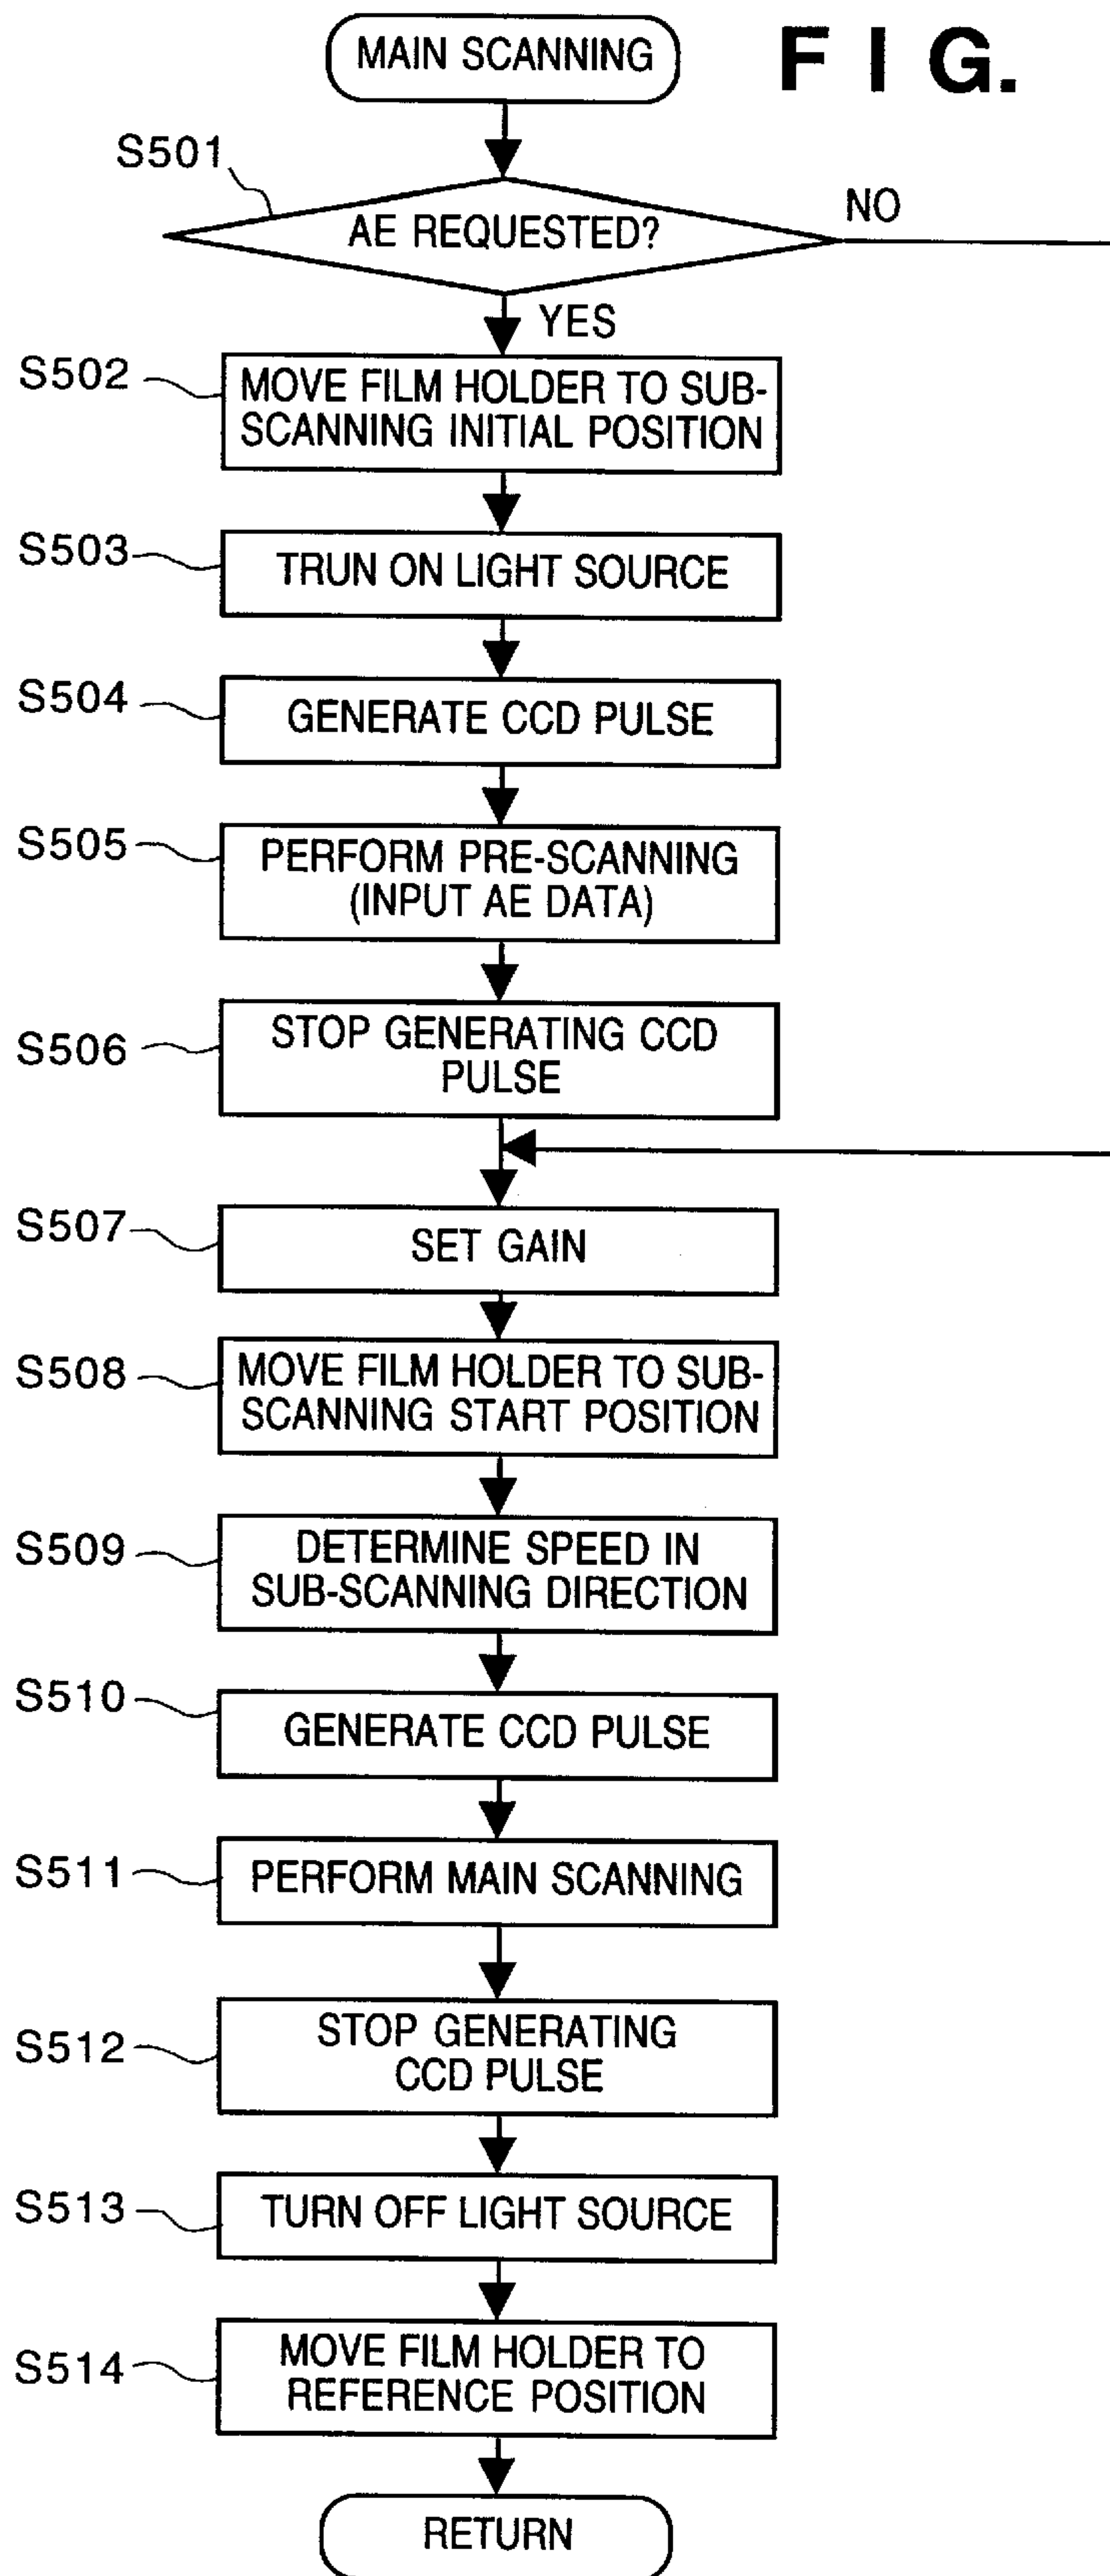 MAIN SCANNING
F I G.
S501
AE REQUESTED?
NO
YES
S502
MOVE FILM HOLDER TO SUB-
SCANNING INITIAL POSITION
S503
TRUN ON LIGHT SOURCE
S504
GENERATE CCD PULSE
S505
PERFORM PRE-SCANNING
(INPUT AE DATA)
S506
STOP GENERATING CCD
PULSE
S507
SET GAIN
S508
MOVE FILM HOLDER TO SUB-
SCANNING START POSITION
S509
DETERMINE SPEED IN
SUB-SCANNING DIRECTION
S510
GENERATE CCD PULSE
S511
PERFORM MAIN SCANNING
S512
STOP GENERATING
CCD PULSE
S513
TURN OFF LIGHT SOURCE
S514
MOVE FILM HOLDER TO
REFERENCE POSITION
RETURN